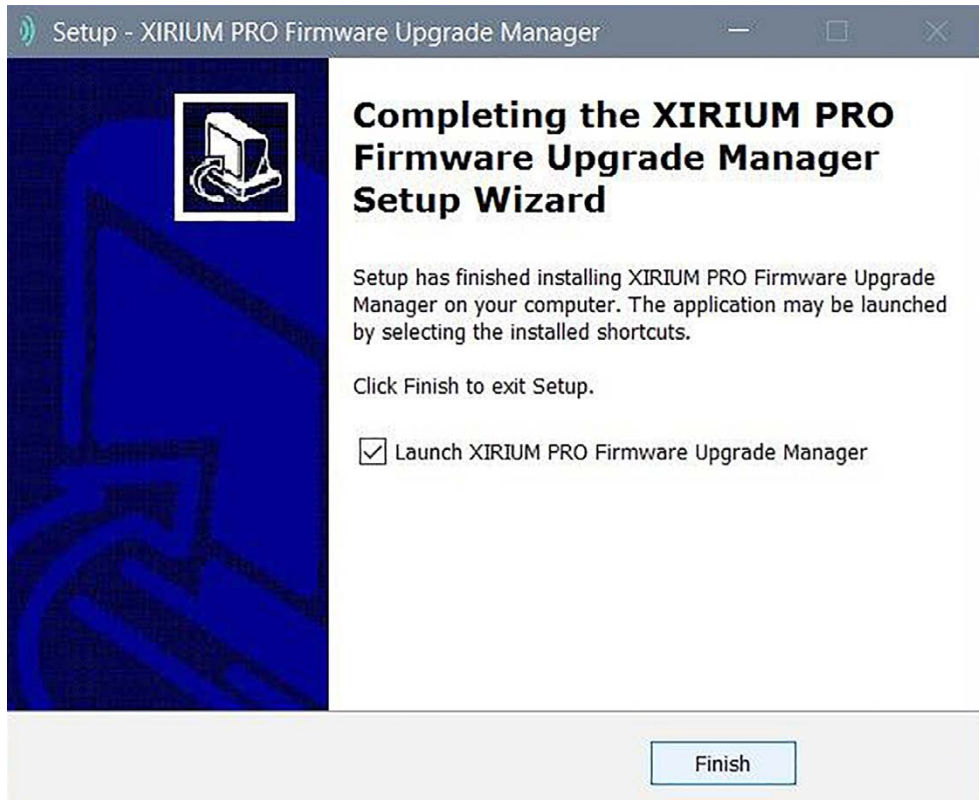 Setup - XIRIUM PRO Firmware Upgrade Manager
Completing the XIRIUM PRO
Firmware Upgrade Manager
Setup Wizard
Setup has finished installing XIRIUM PRO Firmware Upgrade
Manager on your computer. The application may be launched
by selecting the installed shortcuts.
Click Finish to exit Setup.
Launch XIRIUM PRO Firmware Upgrade Manager
Finish